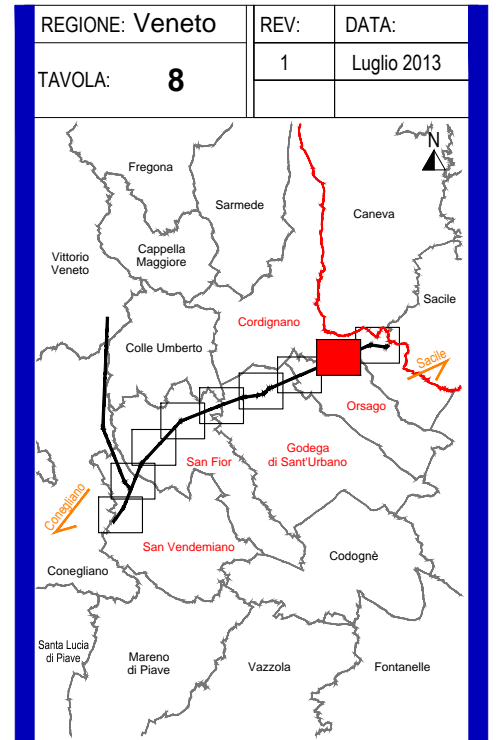 REGIONE: Veneto
REV:
DATA:
TAVOLA: 8
1
Luglio 2013
N
Fregona
Sarmede
Caneva
Cappella
Maggiore
Vittorio
Veneto
Sacile
Cordignano
Colle Umberto
Sacile
Orsago
Godega
di Sant'Urbano
San Fior
Conegliano
San Vendemiano
Codognè
Conegliano
Santa Lucia
di Piave
Mareno
di Piave
Vazzola
Fontanelle